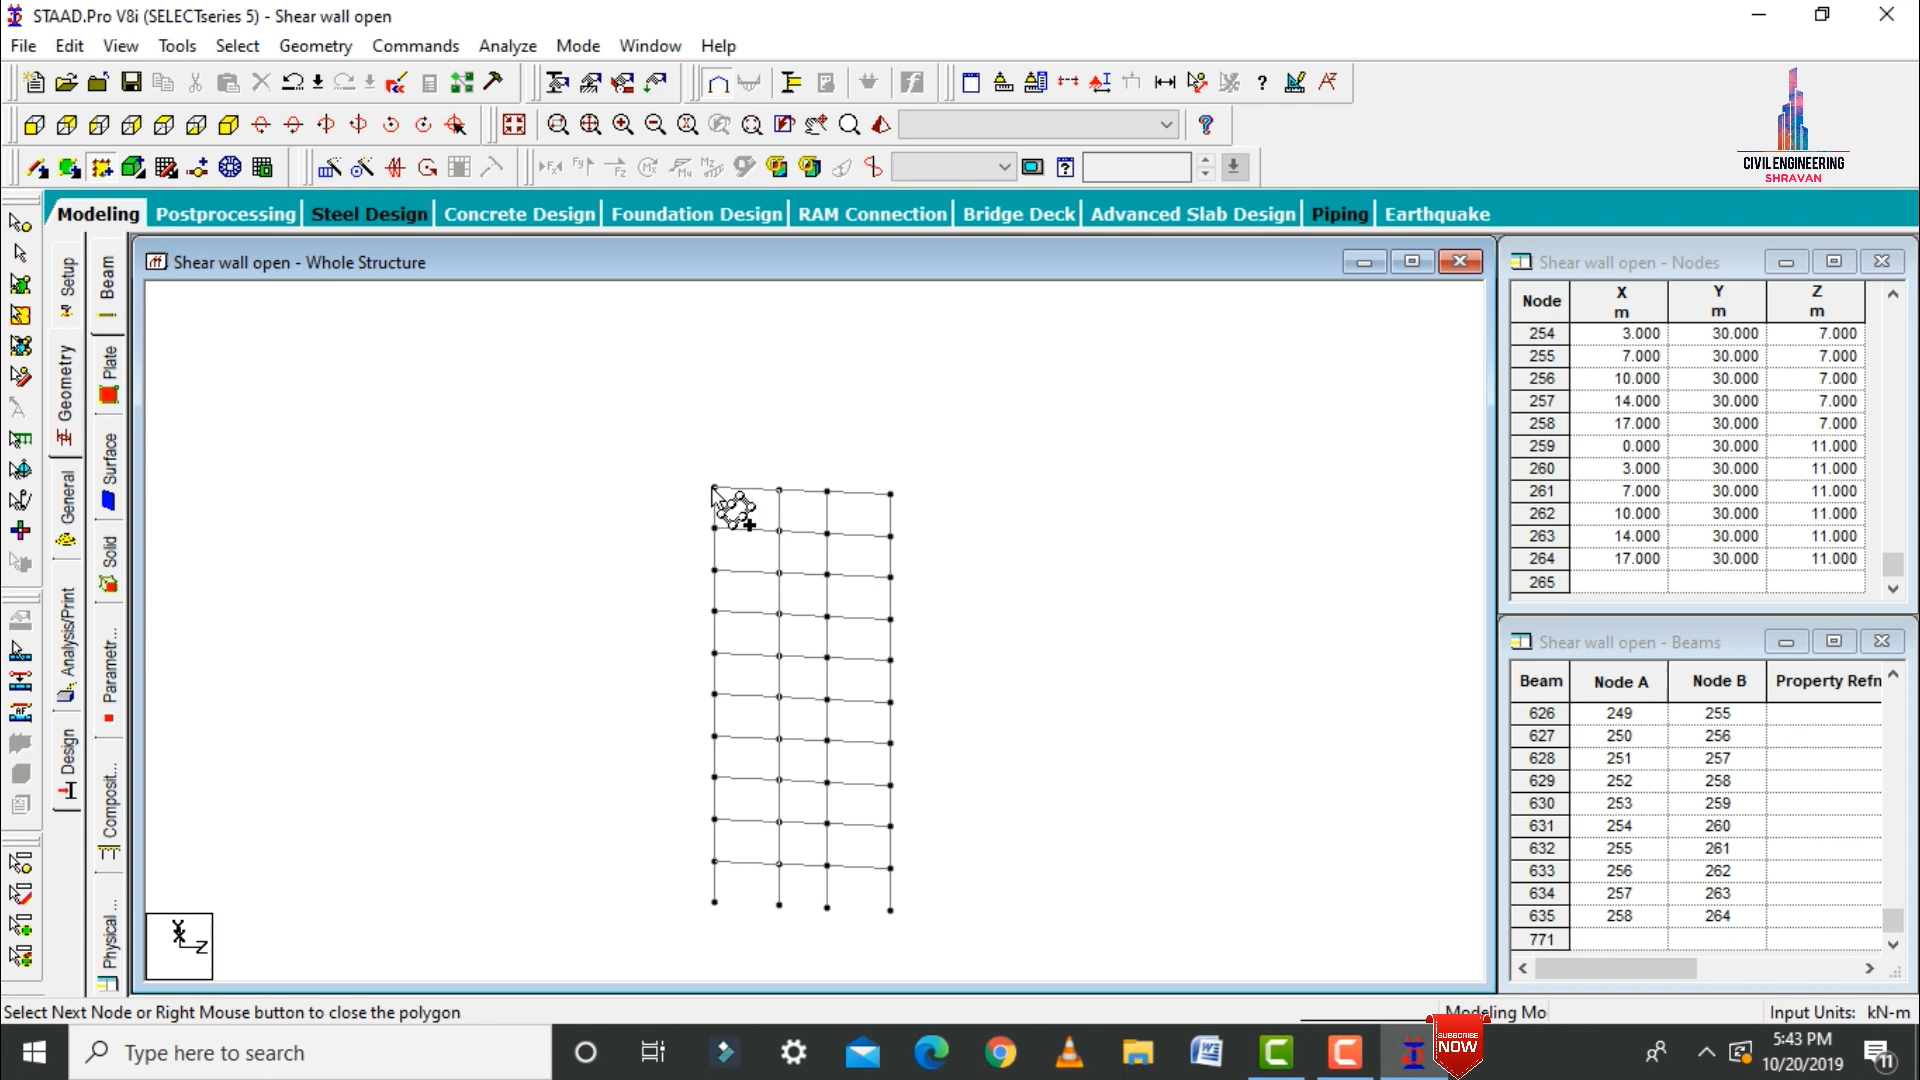 STAAD.Pro V8i (SELECTseries 5) - Shear wall open
File Edit View Tools Select Geometry Commands Analyze Mode Window Help
CIVIL ENGINEERING
SHRAVAN
Modeling Postprocessing Steel Design Concrete Design Foundation Design RAM Connection Bridge Deck Advanced Slab Design Piping Earthquake
Setup
Geometry
General
Analysis/Print
Design
Beam
Plate
Surface
Solid
Parametr...
Composit...
Physical ...
Shear wall open - Whole Structure
Y
X
Z
Shear wall open - Nodes
Node X m Y m Z m
254 3.000 30.000 7.000
255 7.000 30.000 7.000
256 10.000 30.000 7.000
257 14.000 30.000 7.000
258 17.000 30.000 7.000
259 0.000 30.000 11.000
260 3.000 30.000 11.000
261 7.000 30.000 11.000
262 10.000 30.000 11.000
263 14.000 30.000 11.000
264 17.000 30.000 11.000
265
Shear wall open - Beams
Beam Node A Node B Property Refn
626 249 255
627 250 256
628 251 257
629 252 258
630 253 259
631 254 260
632 255 261
633 256 262
634 257 263
635 258 264
771
Select Next Node or Right Mouse button to close the polygon
Modeling Mo
Input Units: kN-m
Type here to search
SUBSCRIBE
NOW
5:43 PM
10/20/2019
11